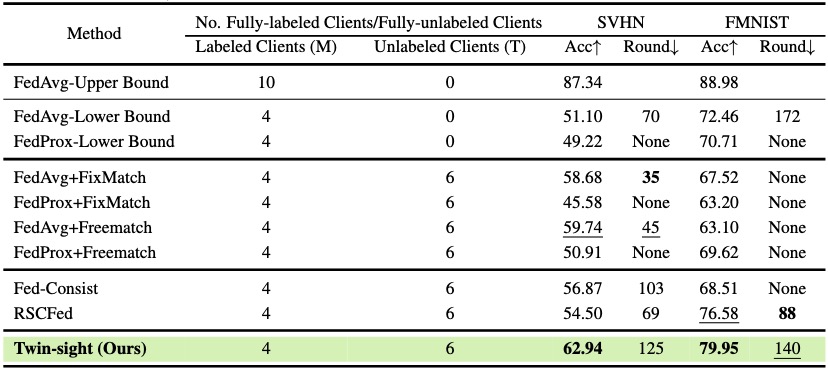 Method No. Fully-labeled Clients/Fully-unlabeled Clients SVHN FMNIST
Labeled Clients (M) Unlabeled Clients (T) Acc↑ Round↓ Acc↑ Round↓
FedAvg-Upper Bound 10 0 87.34 88.98
FedAvg-Lower Bound 4 0 51.10 70 72.46 172
FedProx-Lower Bound 4 0 49.22 None 70.71 None
FedAvg+FixMatch 4 6 58.68 35 67.52 None
FedProx+FixMatch 4 6 45.58 None 63.20 None
FedAvg+Freematch 4 6 59.74 45 63.10 None
FedProx+Freematch 4 6 50.91 None 69.62 None
Fed-Consist 4 6 56.87 103 68.51 None
RSCFed 4 6 54.50 69 76.58 88
Twin-sight (Ours) 4 6 62.94 125 79.95 140